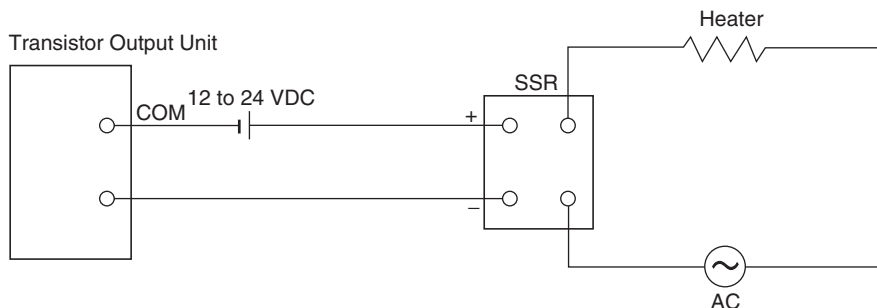 Heater
Transistor Output Unit
SSR
12 to 24 VDC
COM
+
–
AC